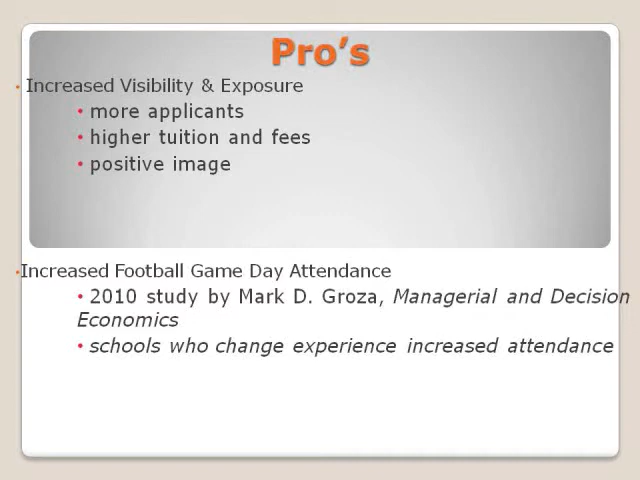 Pro's
• Increased Visibility & Exposure
• more applicants
• higher tuition and fees
• positive image
•Increased Football Game Day Attendance
• 2010 study by Mark D. Groza, Managerial and Decision
Economics
• schools who change experience increased attendance